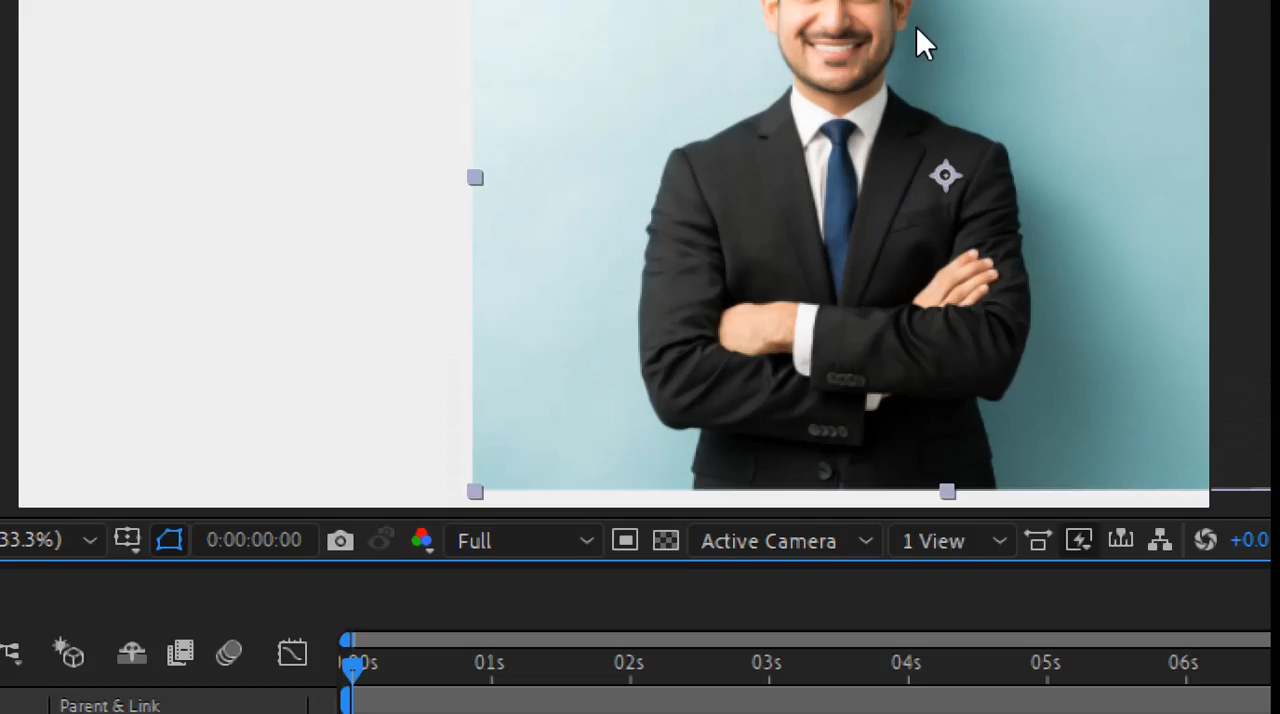 33.3%) 0:00:00:00 Full Active Camera 1 View +0.0
00s 01s 02s 03s 04s 05s 06s
Parent & Link